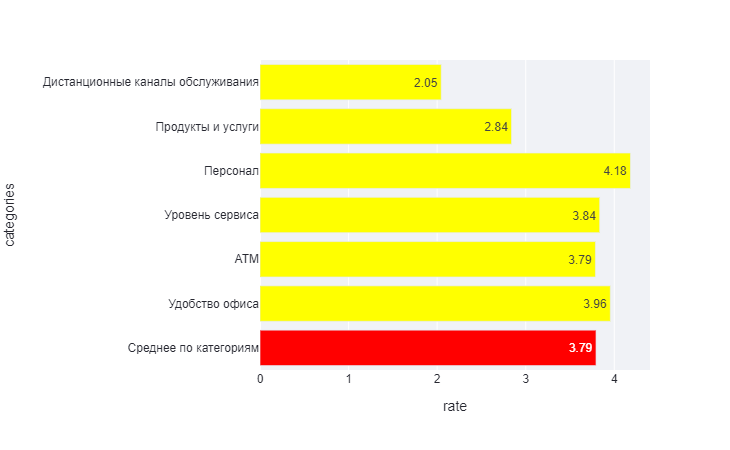 categories
Дистанционные каналы обслуживания 2.05
Продукты и услуги 2.84
Персонал 4.18
Уровень сервиса 3.84
АТМ 3.79
Удобство офиса 3.96
Среднее по категориям 3.79
0 1 2 3 4
rate